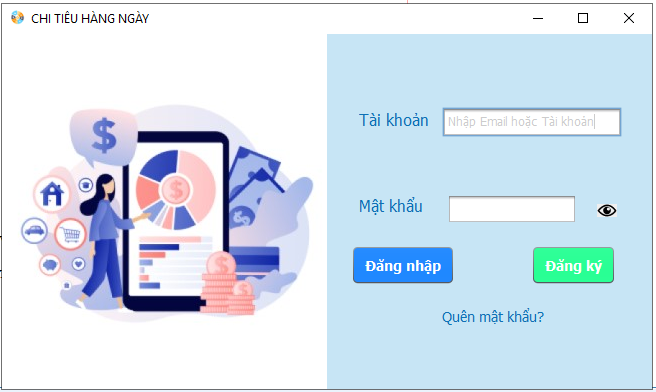 CHI TIÊU HÀNG NGÀY
Tài khoản
Nhập Email hoặc Tài khoản
Mật khẩu
Đăng nhập
Đăng ký
Quên mật khẩu?